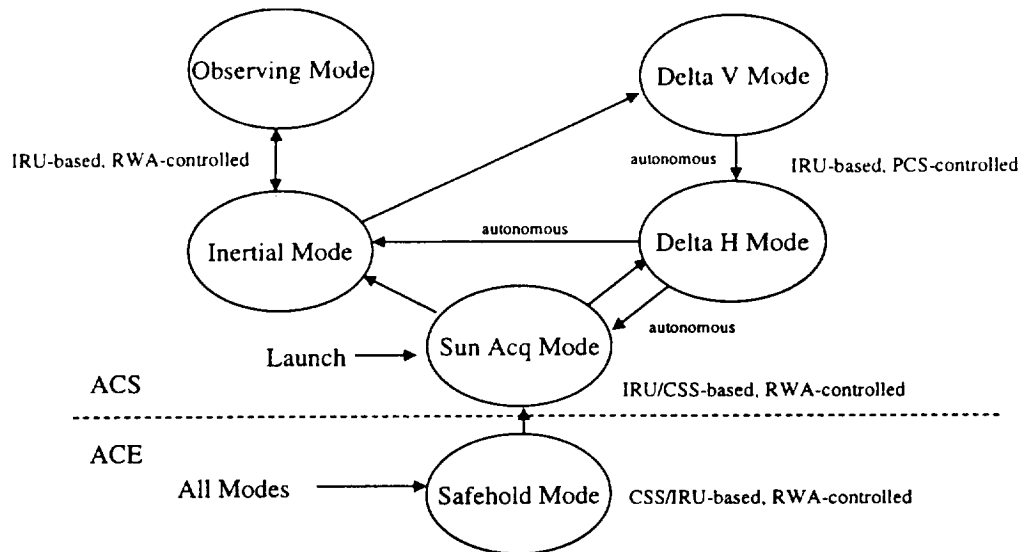 Observing Mode
Delta V Mode
IRU-based, RWA-controlled
autonomous
IRU-based, PCS-controlled
Inertial Mode
autonomous
Delta H Mode
Launch
Sun Acq Mode
autonomous
ACS
IRU/CSS-based, RWA-controlled
ACE
All Modes
Safehold Mode
CSS/IRU-based, RWA-controlled